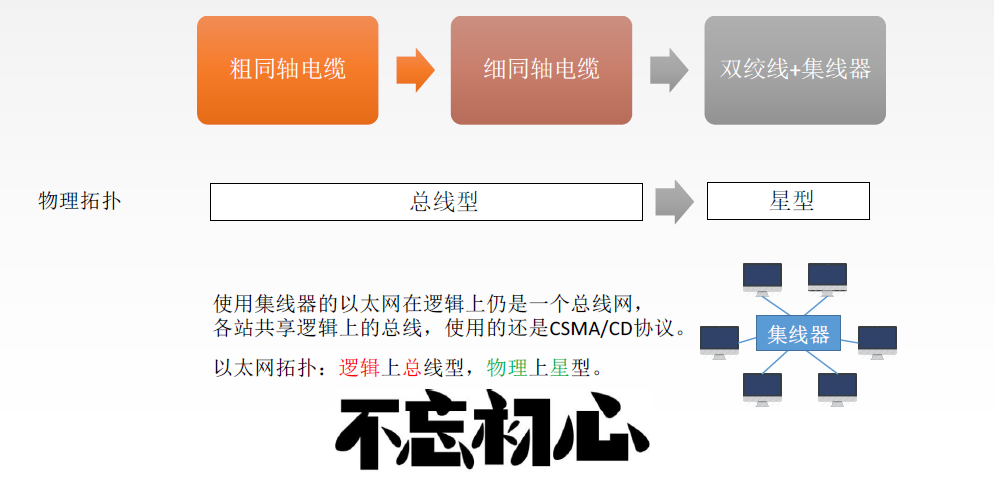 粗同轴电缆
细同轴电缆
双绞线+集线器
物理拓扑
总线型
星型
使用集线器的以太网在逻辑上仍是一个总线网，
各站共享逻辑上的总线，使用的还是CSMA/CD协议。
集线器
以太网拓扑：逻辑上总线型，物理上星型。
不忘初心